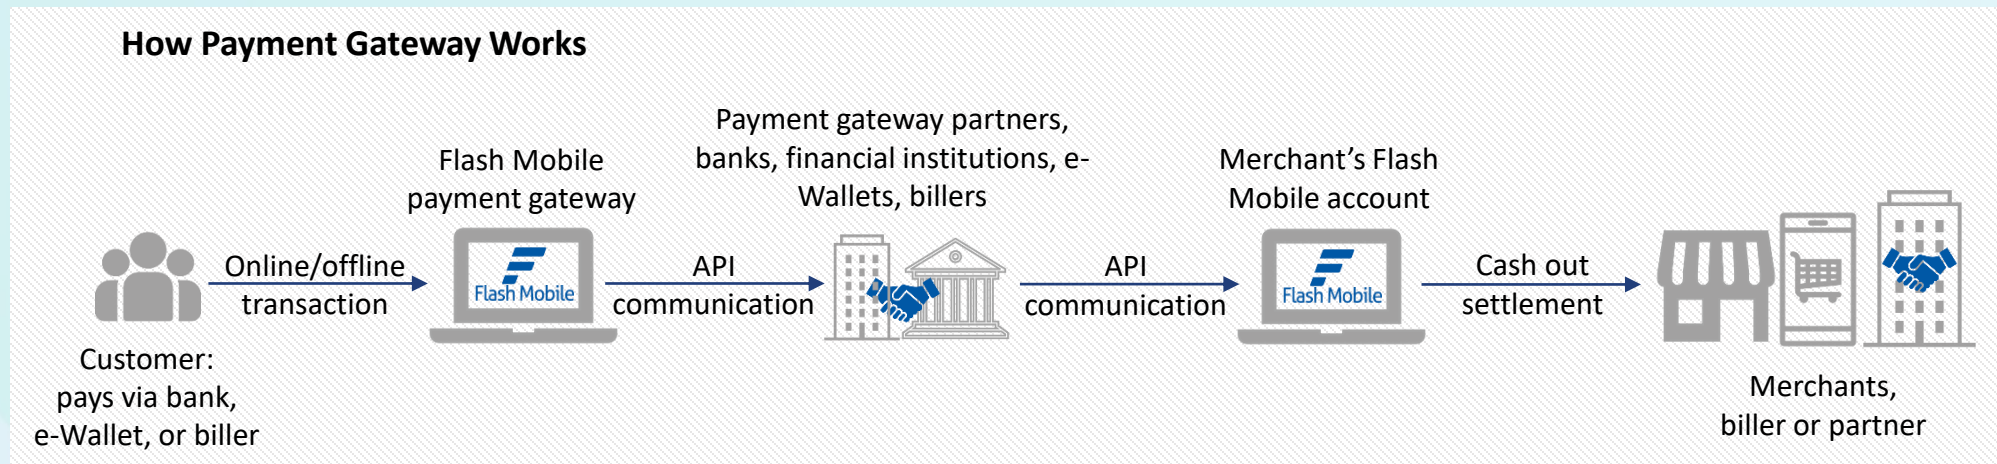 How Payment Gateway Works
Customer:
pays via bank,
e-Wallet, or biller
Online/offline
transaction
Flash Mobile
payment gateway
Flash Mobile
API
communication
Payment gateway partners,
banks, financial institutions, e-
Wallets, billers
API
communication
Merchant’s Flash
Mobile account
Flash Mobile
Cash out
settlement
Merchants,
biller or partner